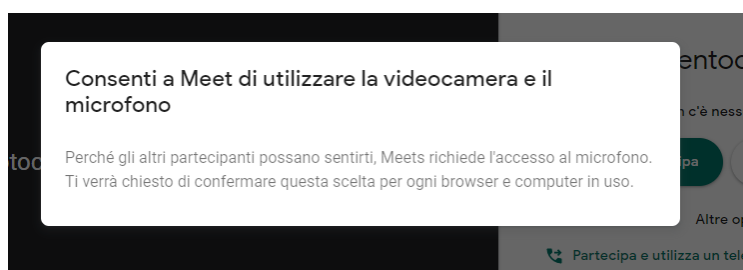 Consenti a Meet di utilizzare la videocamera e il
microfono
Perché gli altri partecipanti possano sentirti, Meets richiede l'accesso al microfono.
Ti verrà chiesto di confermare questa scelta per ogni browser e computer in uso.
c'è
Altre
Partecipa e utilizza un